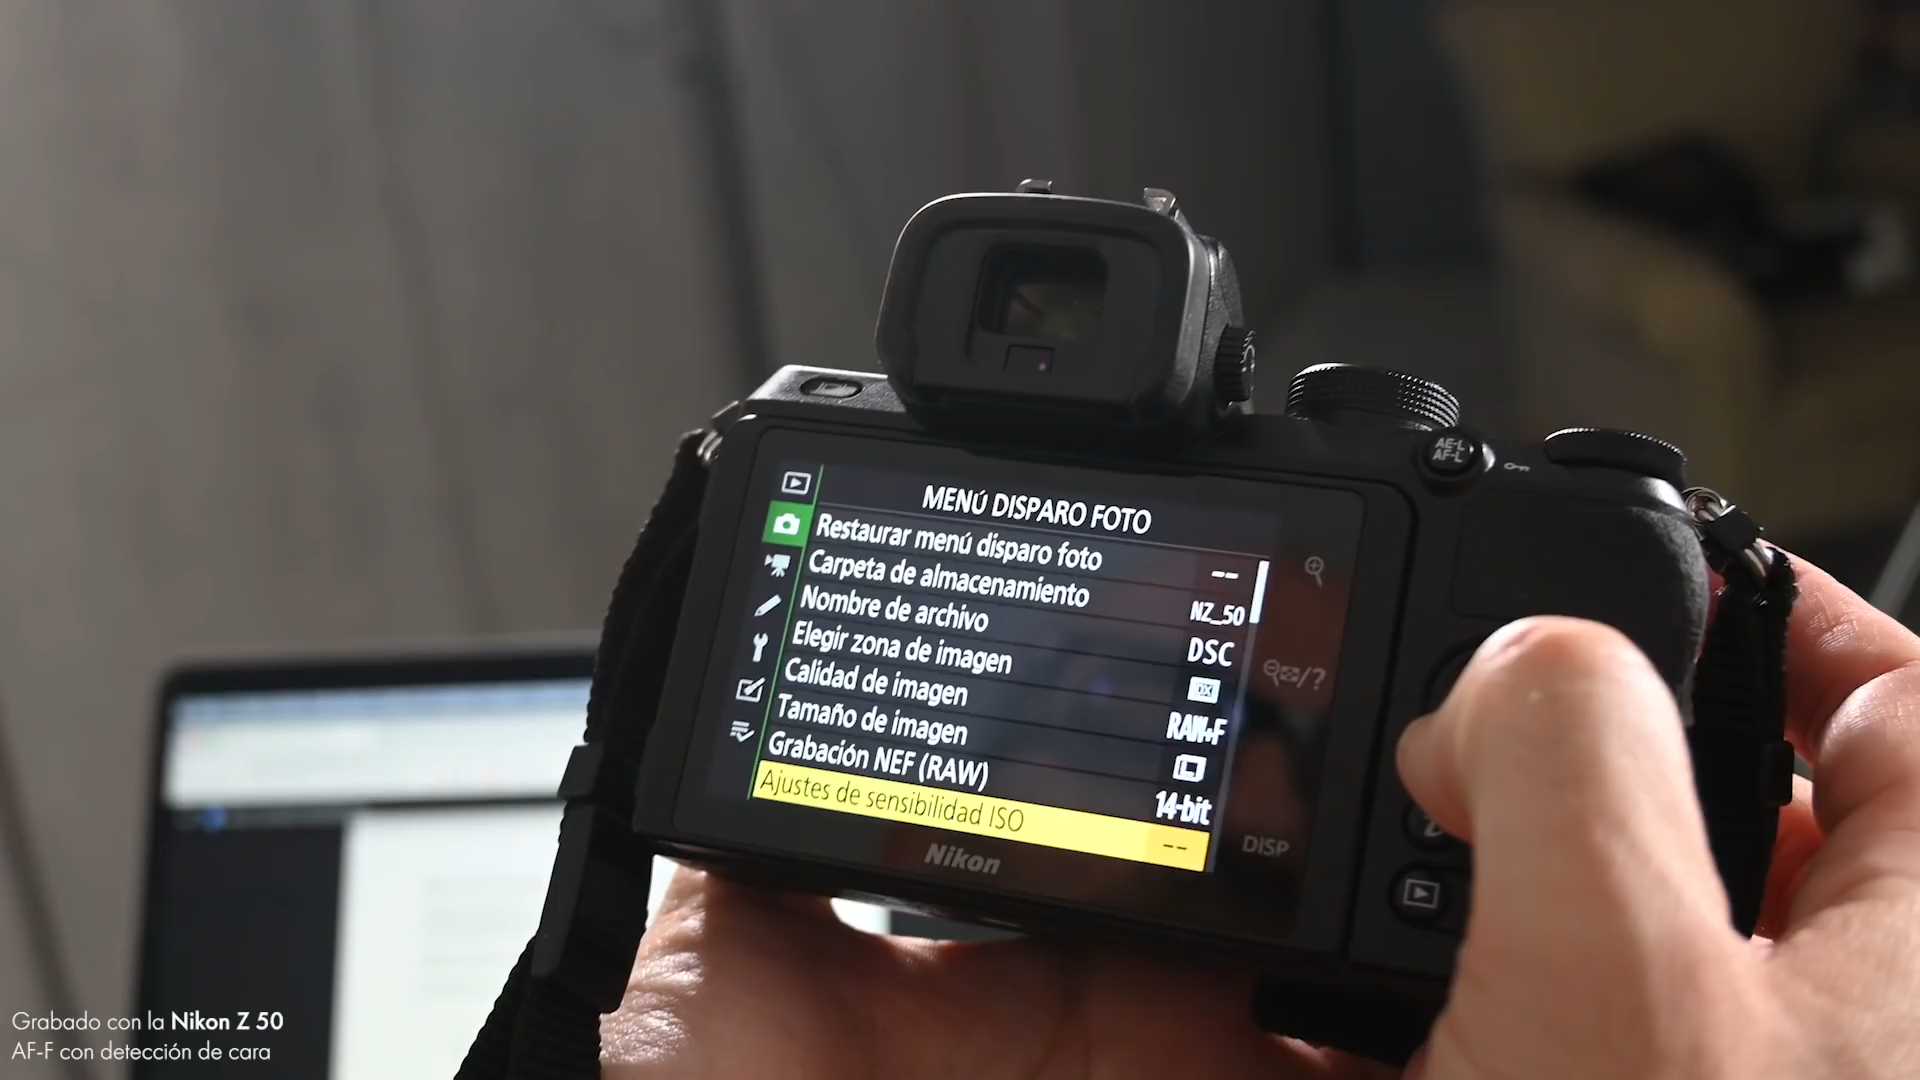 AE-L
AF-L
MENÚ DISPARO FOTO
Restaurar menú disparo foto --
Carpeta de almacenamiento NZ_50
Nombre de archivo DSC
Elegir zona de imagen DX
Calidad de imagen RAW+F
Tamaño de imagen L
Grabación NEF (RAW) 14-bit
Ajustes de sensibilidad ISO --
/?
DISP
i
Nikon
Grabado con la Nikon Z 50
AF-F con detección de cara